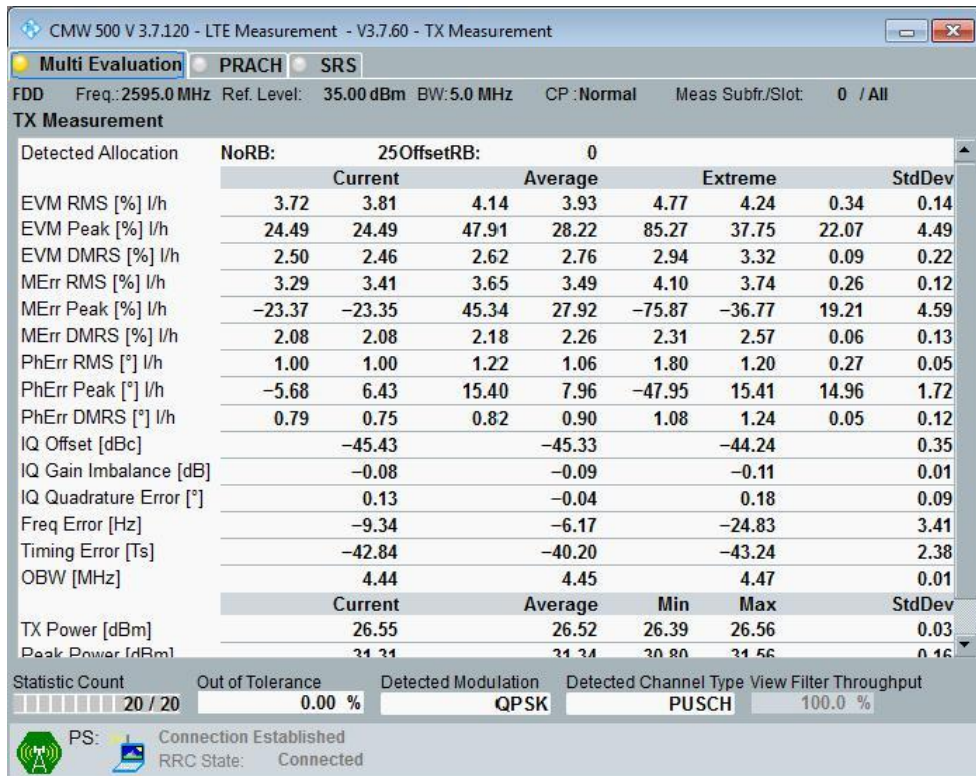 CMW 500 V 3.7.120 - LTE Measurement - V3.7.60 - TX Measurement
Multi Evaluation PRACH SRS
FDD Freq.: 2595.0 MHz Ref. Level: 35.00 dBm BW: 5.0 MHz CP : Normal Meas Subfr./Slot: 0 / All
TX Measurement
Detected Allocation NoRB: 25 OffsetRB: 0
Current Average Extreme StdDev
EVM RMS [%] l/h 3.72 3.81 4.14 3.93 4.77 4.24 0.34 0.14
EVM Peak [%] l/h 24.49 24.49 47.91 28.22 85.27 37.75 22.07 4.49
EVM DMRS [%] l/h 2.50 2.46 2.62 2.76 2.94 3.32 0.09 0.22
MErr RMS [%] l/h 3.29 3.41 3.65 3.49 4.10 3.74 0.26 0.12
MErr Peak [%] l/h −23.37 −23.35 45.34 27.92 −75.87 −36.77 19.21 4.59
MErr DMRS [%] l/h 2.08 2.08 2.18 2.26 2.31 2.57 0.06 0.13
PhErr RMS [°] l/h 1.00 1.00 1.22 1.06 1.80 1.20 0.27 0.05
PhErr Peak [°] l/h −5.68 6.43 15.40 7.96 −47.95 15.41 14.96 1.72
PhErr DMRS [°] l/h 0.79 0.75 0.82 0.90 1.08 1.24 0.05 0.12
IQ Offset [dBc] −45.43 −45.33 −44.24 0.35
IQ Gain Imbalance [dB] −0.08 −0.09 −0.11 0.01
IQ Quadrature Error [°] 0.13 −0.04 0.18 0.09
Freq Error [Hz] −9.34 −6.17 −24.83 3.41
Timing Error [Ts] −42.84 −40.20 −43.24 2.38
OBW [MHz] 4.44 4.45 4.47 0.01
Current Average Min Max StdDev
TX Power [dBm] 26.55 26.52 26.39 26.56 0.03
Peak Power [dBm] 31.31 31.34 30.80 31.56 0.16
Statistic Count Out of Tolerance Detected Modulation Detected Channel Type View Filter Throughput
20 / 20 0.00 % QPSK PUSCH 100.0 %
PS: Connection Established
RRC State: Connected